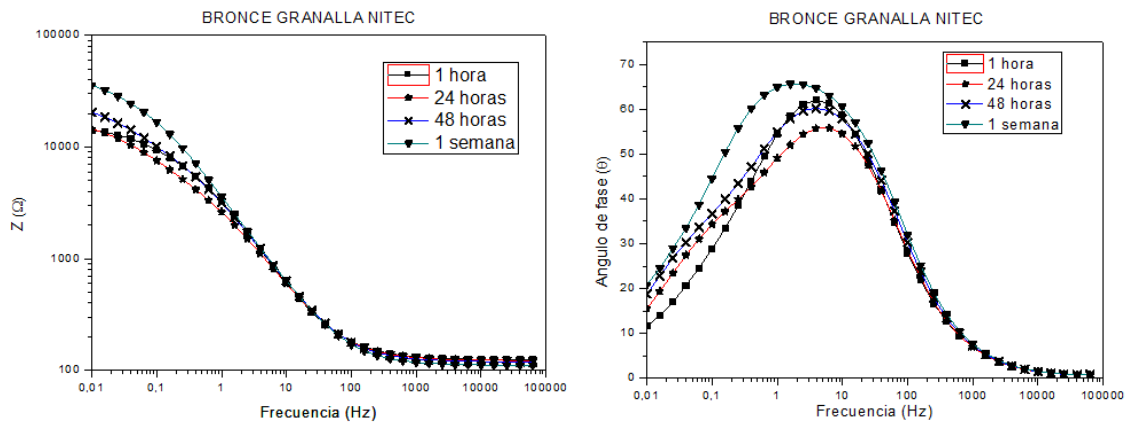 BRONCE GRANALLA NITEC
100000
10000
1000
100
Z (Ω)
0,01 0,1 1 10 100 1000 10000 100000
Frecuencia (Hz)
1 hora
24 horas
48 horas
1 semana
BRONCE GRANALLA NITEC
70
60
50
40
30
20
10
0
Angulo de fase (θ)
0,01 0,1 1 10 100 1000 10000 100000
Frecuencia (Hz)
1 hora
24 horas
48 horas
1 semana